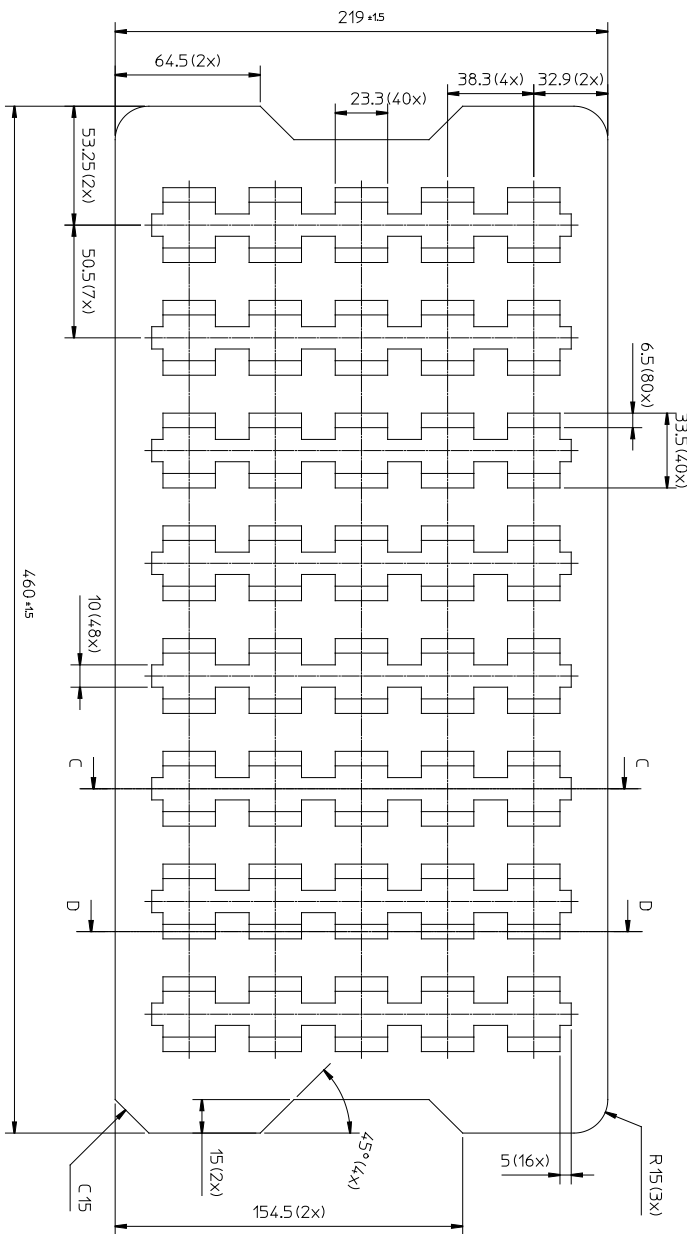 219 ±1.5
64.5 (2x)
38.3 (4x)
32.9 (2x)
23.3 (40x)
53.25 (2x)
50.5 (7x)
6.5 (80x)
33.5 (40x)
460 ±1.5
10 (48x)
C
C
D
D
45° (4x)
15 (2x)
5 (16x)
R15 (3x)
C15
154.5 (2x)